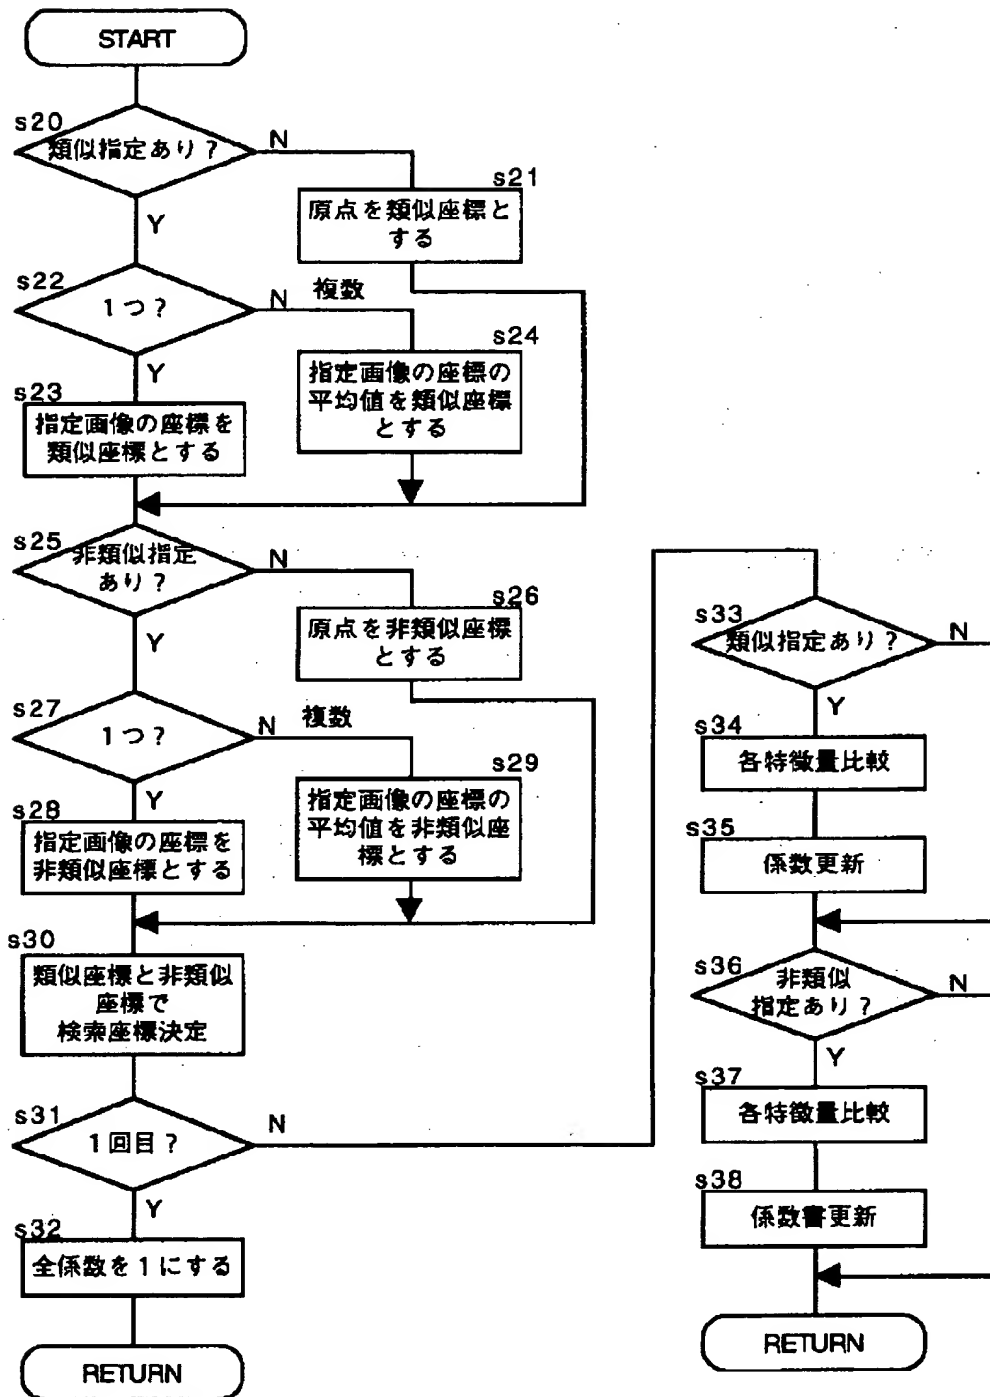 START
s20
類似指定あり?
N
Y
s21
原点を類似座標と
する
s22
1つ?
N
複数
Y
s24
指定画像の座標の
平均値を類似座標
とする
s23
指定画像の座標を
類似座標とする
s25
非類似指定
あり?
N
Y
s26
原点を非類似座標
とする
s27
1つ?
N
複数
Y
s29
指定画像の座標の
平均値を非類似座
標とする
s28
指定画像の座標を
非類似座標とする
s30
類似座標と非類似
座標で
検索座標決定
s31
1回目?
N
Y
s32
全係数を1にする
RETURN
s33
類似指定あり?
N
Y
s34
各特徴量比較
s35
係数更新
s36
非類似
指定あり?
N
Y
s37
各特徴量比較
s38
係数書更新
RETURN